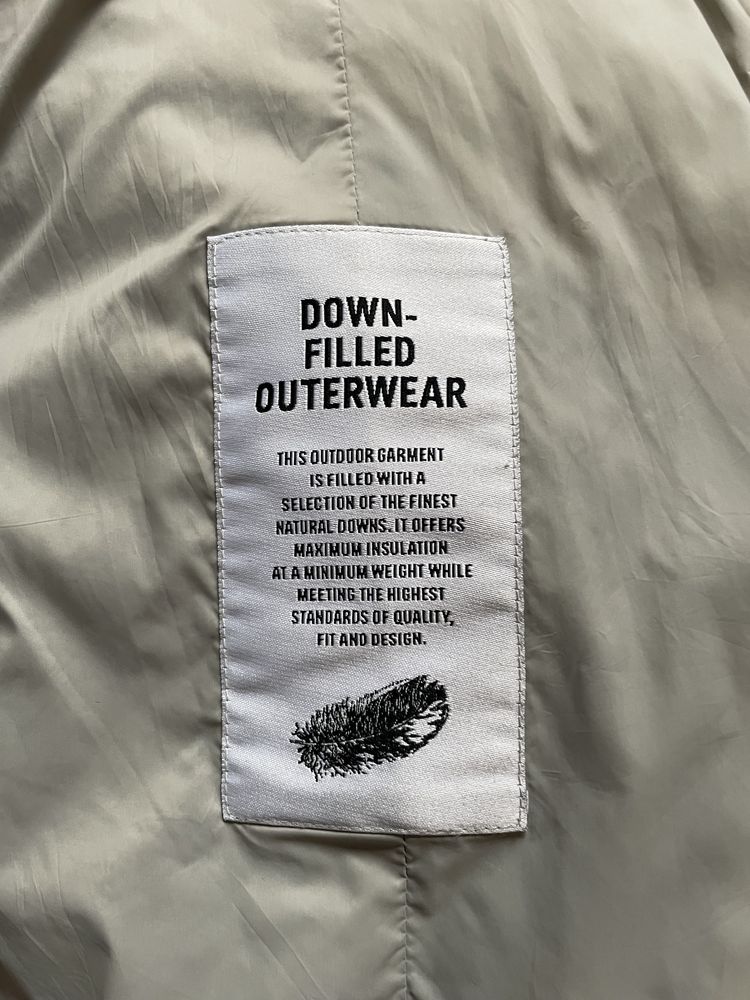 DOWN-
FILLED
OUTERWEAR
THIS OUTDOOR GARMENT
IS FILLED WITH A
SELECTION OF THE FINEST
NATURAL DOWNS. IT OFFERS
MAXIMUM INSULATION
AT A MINIMUM WEIGHT WHILE
MEETING THE HIGHEST
STANDARDS OF QUALITY,
FIT AND DESIGN.